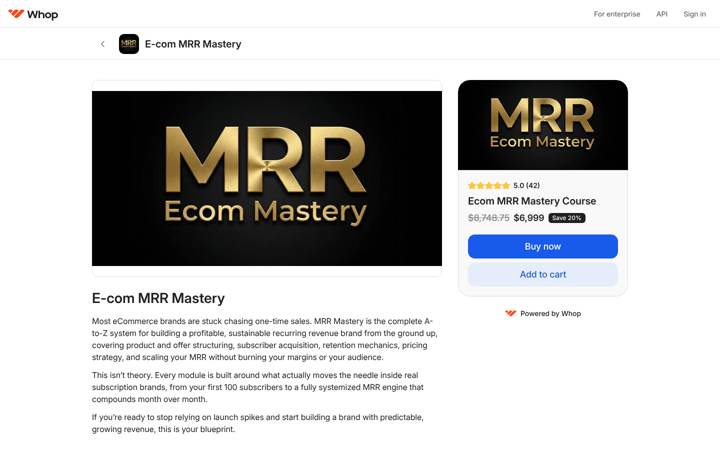 Whop
For enterprise API Sign in
MRR Ecom Mastery E-com MRR Mastery
MRR
Ecom Mastery
E-com MRR Mastery
Most eCommerce brands are stuck chasing one-time sales. MRR Mastery is the complete A-
to-Z system for building a profitable, sustainable recurring revenue brand from the ground up,
covering product and offer structuring, subscriber acquisition, retention mechanics, pricing
strategy, and scaling your MRR without burning your margins or your audience.
This isn't theory. Every module is built around what actually moves the needle inside real
subscription brands, from your first 100 subscribers to a fully systemized MRR engine that
compounds month over month.
If you're ready to stop relying on launch spikes and start building a brand with predictable,
growing revenue, this is your blueprint.
MRR
Ecom Mastery
5.0 (42)
Ecom MRR Mastery Course
$8,748.75 $6,999 Save 20%
Buy now
Add to cart
Powered by Whop